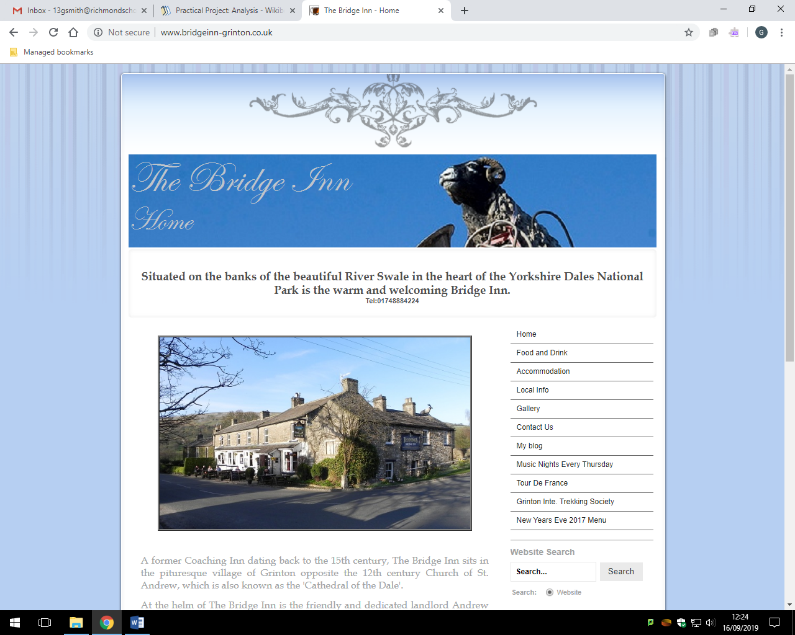 Inbox - 13gsmith@richmondscho
Practical Project: Analysis - Wikib
The Bridge Inn - Home
Not secure | www.bridgeinn-grinton.co.uk
G
Managed bookmarks
The Bridge Inn
Home
Situated on the banks of the beautiful River Swale in the heart of the Yorkshire Dales National
Park is the warm and welcoming Bridge Inn.
Tel:01748884224
Home
Food and Drink
Accommodation
Local Info
Gallery
Contact Us
My blog
Music Nights Every Thursday
Tour De France
Grinton Inte. Trekking Society
New Years Eve 2017 Menu
Website Search
Search... Search
Search: Website
A former Coaching Inn dating back to the 15th century, The Bridge Inn sits in
the pituresque village of Grinton opposite the 12th century Church of St.
Andrew, which is also known as the 'Cathedral of the Dale'.
At the helm of The Bridge Inn is the friendly and dedicated landlord Andrew
12:24
16/09/2019